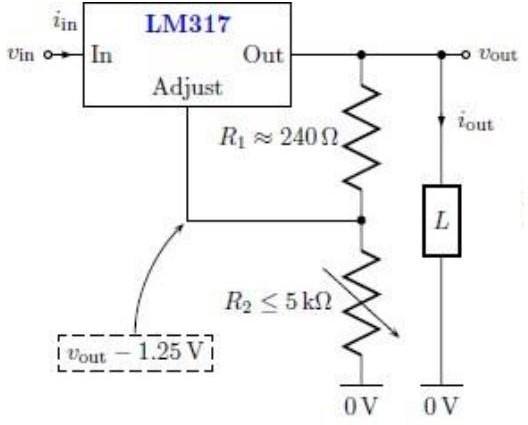 i_in
LM317
v_in
In
Out
v_out
Adjust
R_1 ≈ 240 Ω
i_out
L
R_2 ≤ 5 kΩ
v_out − 1.25 V
0 V
0 V